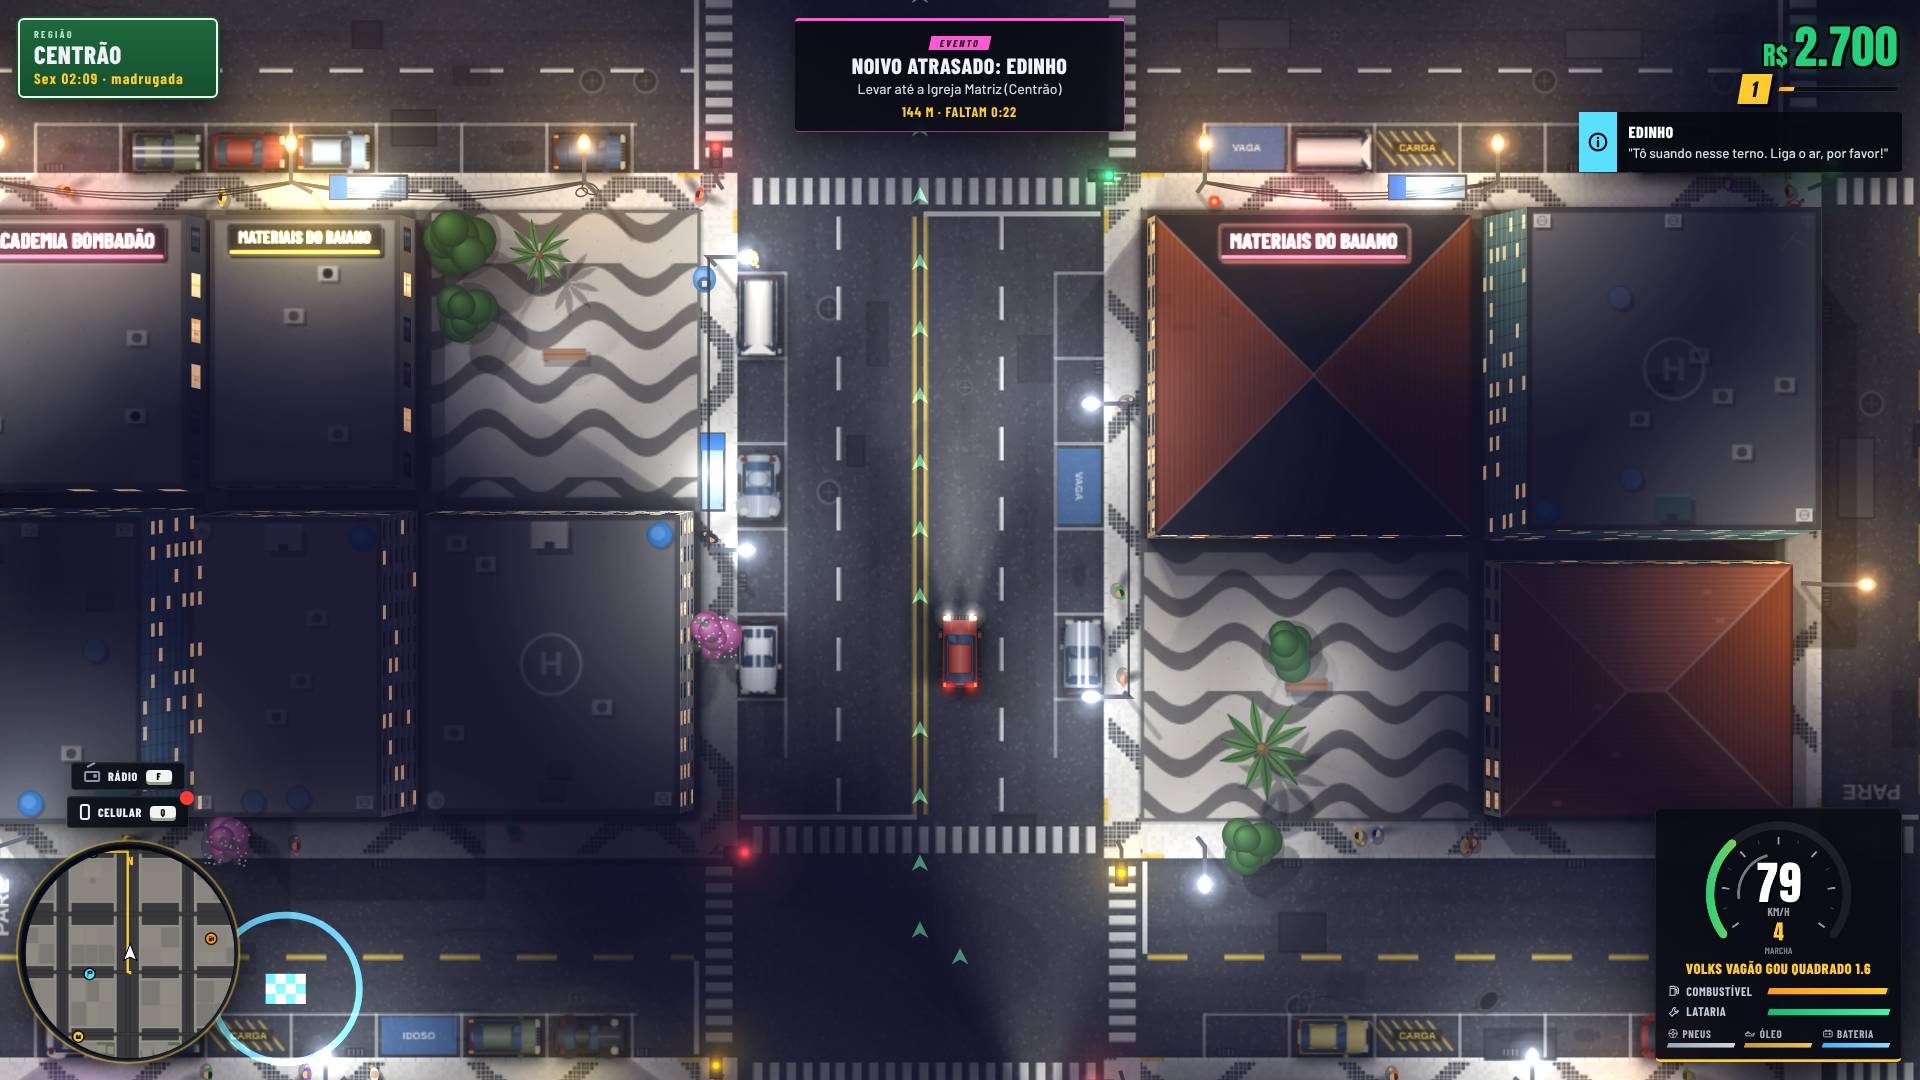 REGIÃO
CENTRÃO
Sex 02:09 · madrugada
EVENTO
NOIVO ATRASADO: EDINHO
Levar até a Igreja Matriz (Centrão)
144 M · FALTAM 0:22
R$ 2.700
1
EDINHO
"Tô suando nesse terno. Liga o ar, por favor!"
VAGA
CARGA
CADEMIA BOMBADÃO
MATERIAIS DO BAIANO
MATERIAIS DO BAIANO
H
VAGA
H
RÁDIO F
CELULAR Q
PARE
PARE
N
CARGA
IDOSO
CARGA
79
KM/H
4
MARCHA
VOLKS VAGÃO GOU QUADRADO 1.6
COMBUSTÍVEL
LATARIA
PNEUS ÓLEO BATERIA